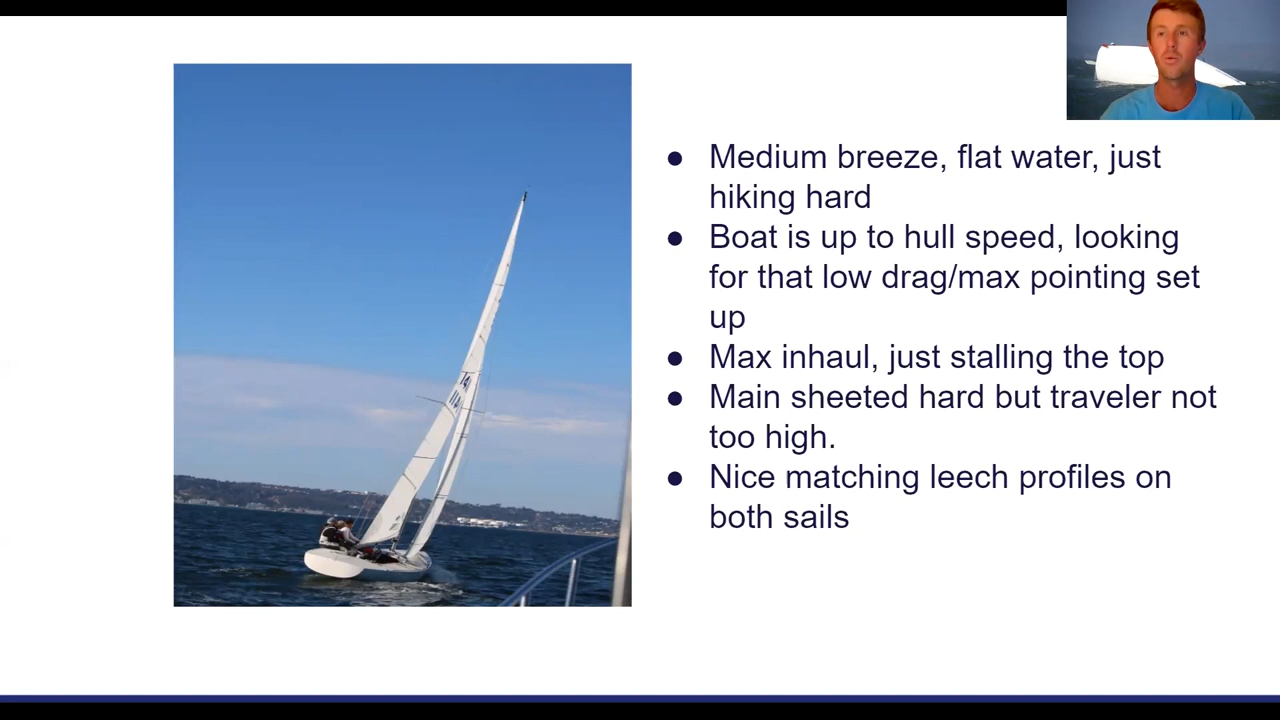 ● Medium breeze, flat water, just
hiking hard
● Boat is up to hull speed, looking
for that low drag/max pointing set
up
● Max inhaul, just stalling the top
● Main sheeted hard but traveler not
too high.
● Nice matching leech profiles on
both sails